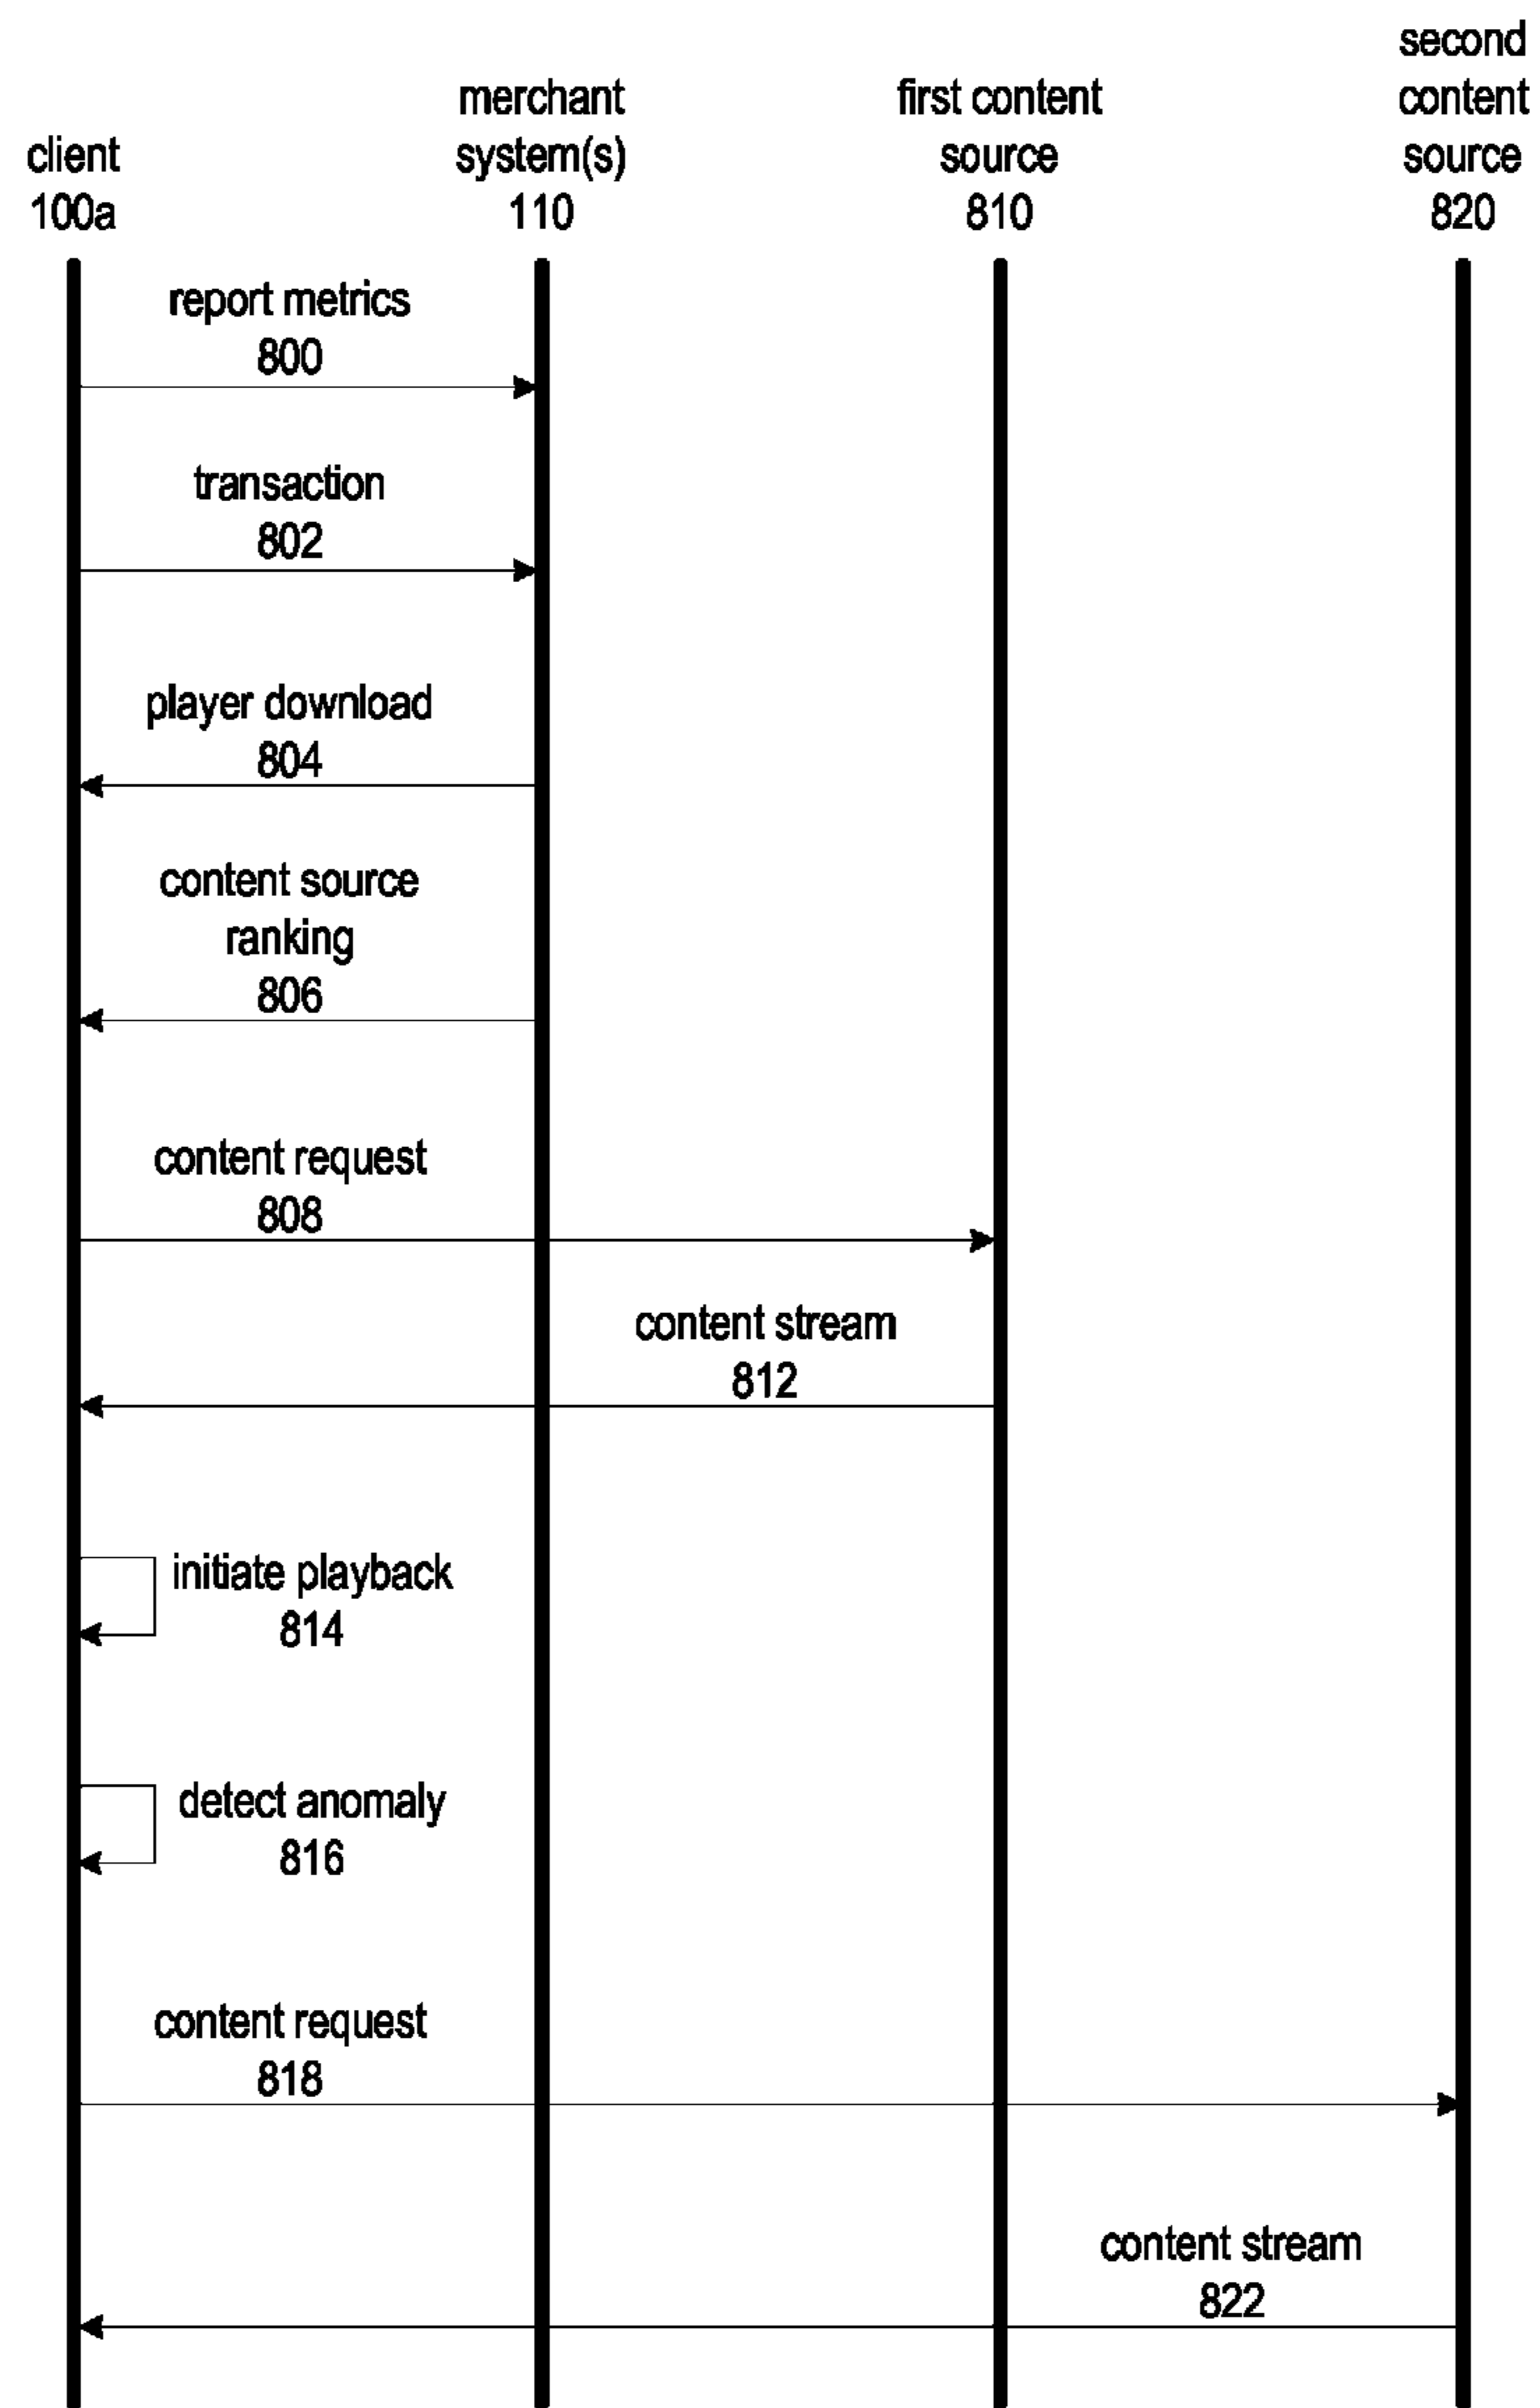 client
100a
merchant
system(s)
110
first content
source
810
second
content
source
820
report metrics
800
transaction
802
player download
804
content source
ranking
806
content request
808
content stream
812
initiate playback
814
detect anomaly
816
content request
818
content stream
822